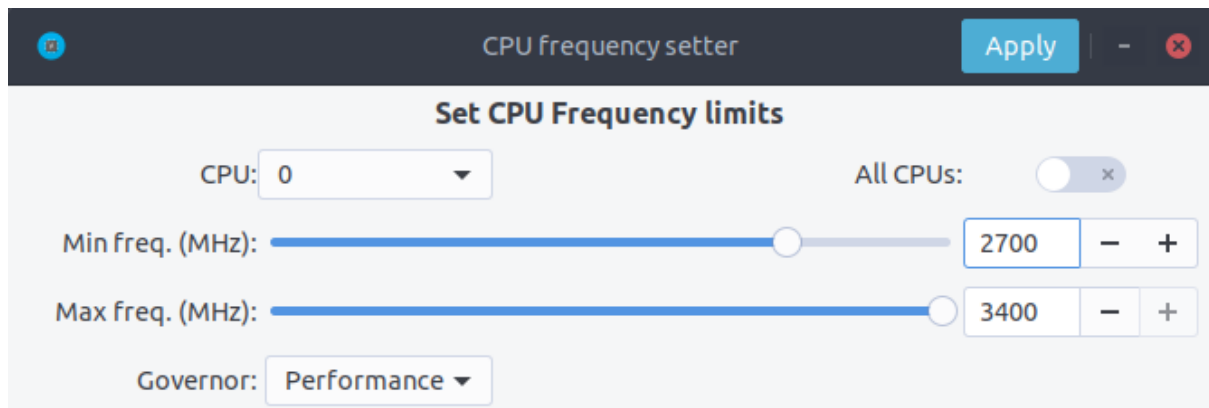 CPU frequency setter Apply
Set CPU Frequency limits
CPU: 0 All CPUs:
Min freq. (MHz): 2700 − +
Max freq. (MHz): 3400 − +
Governor: Performance